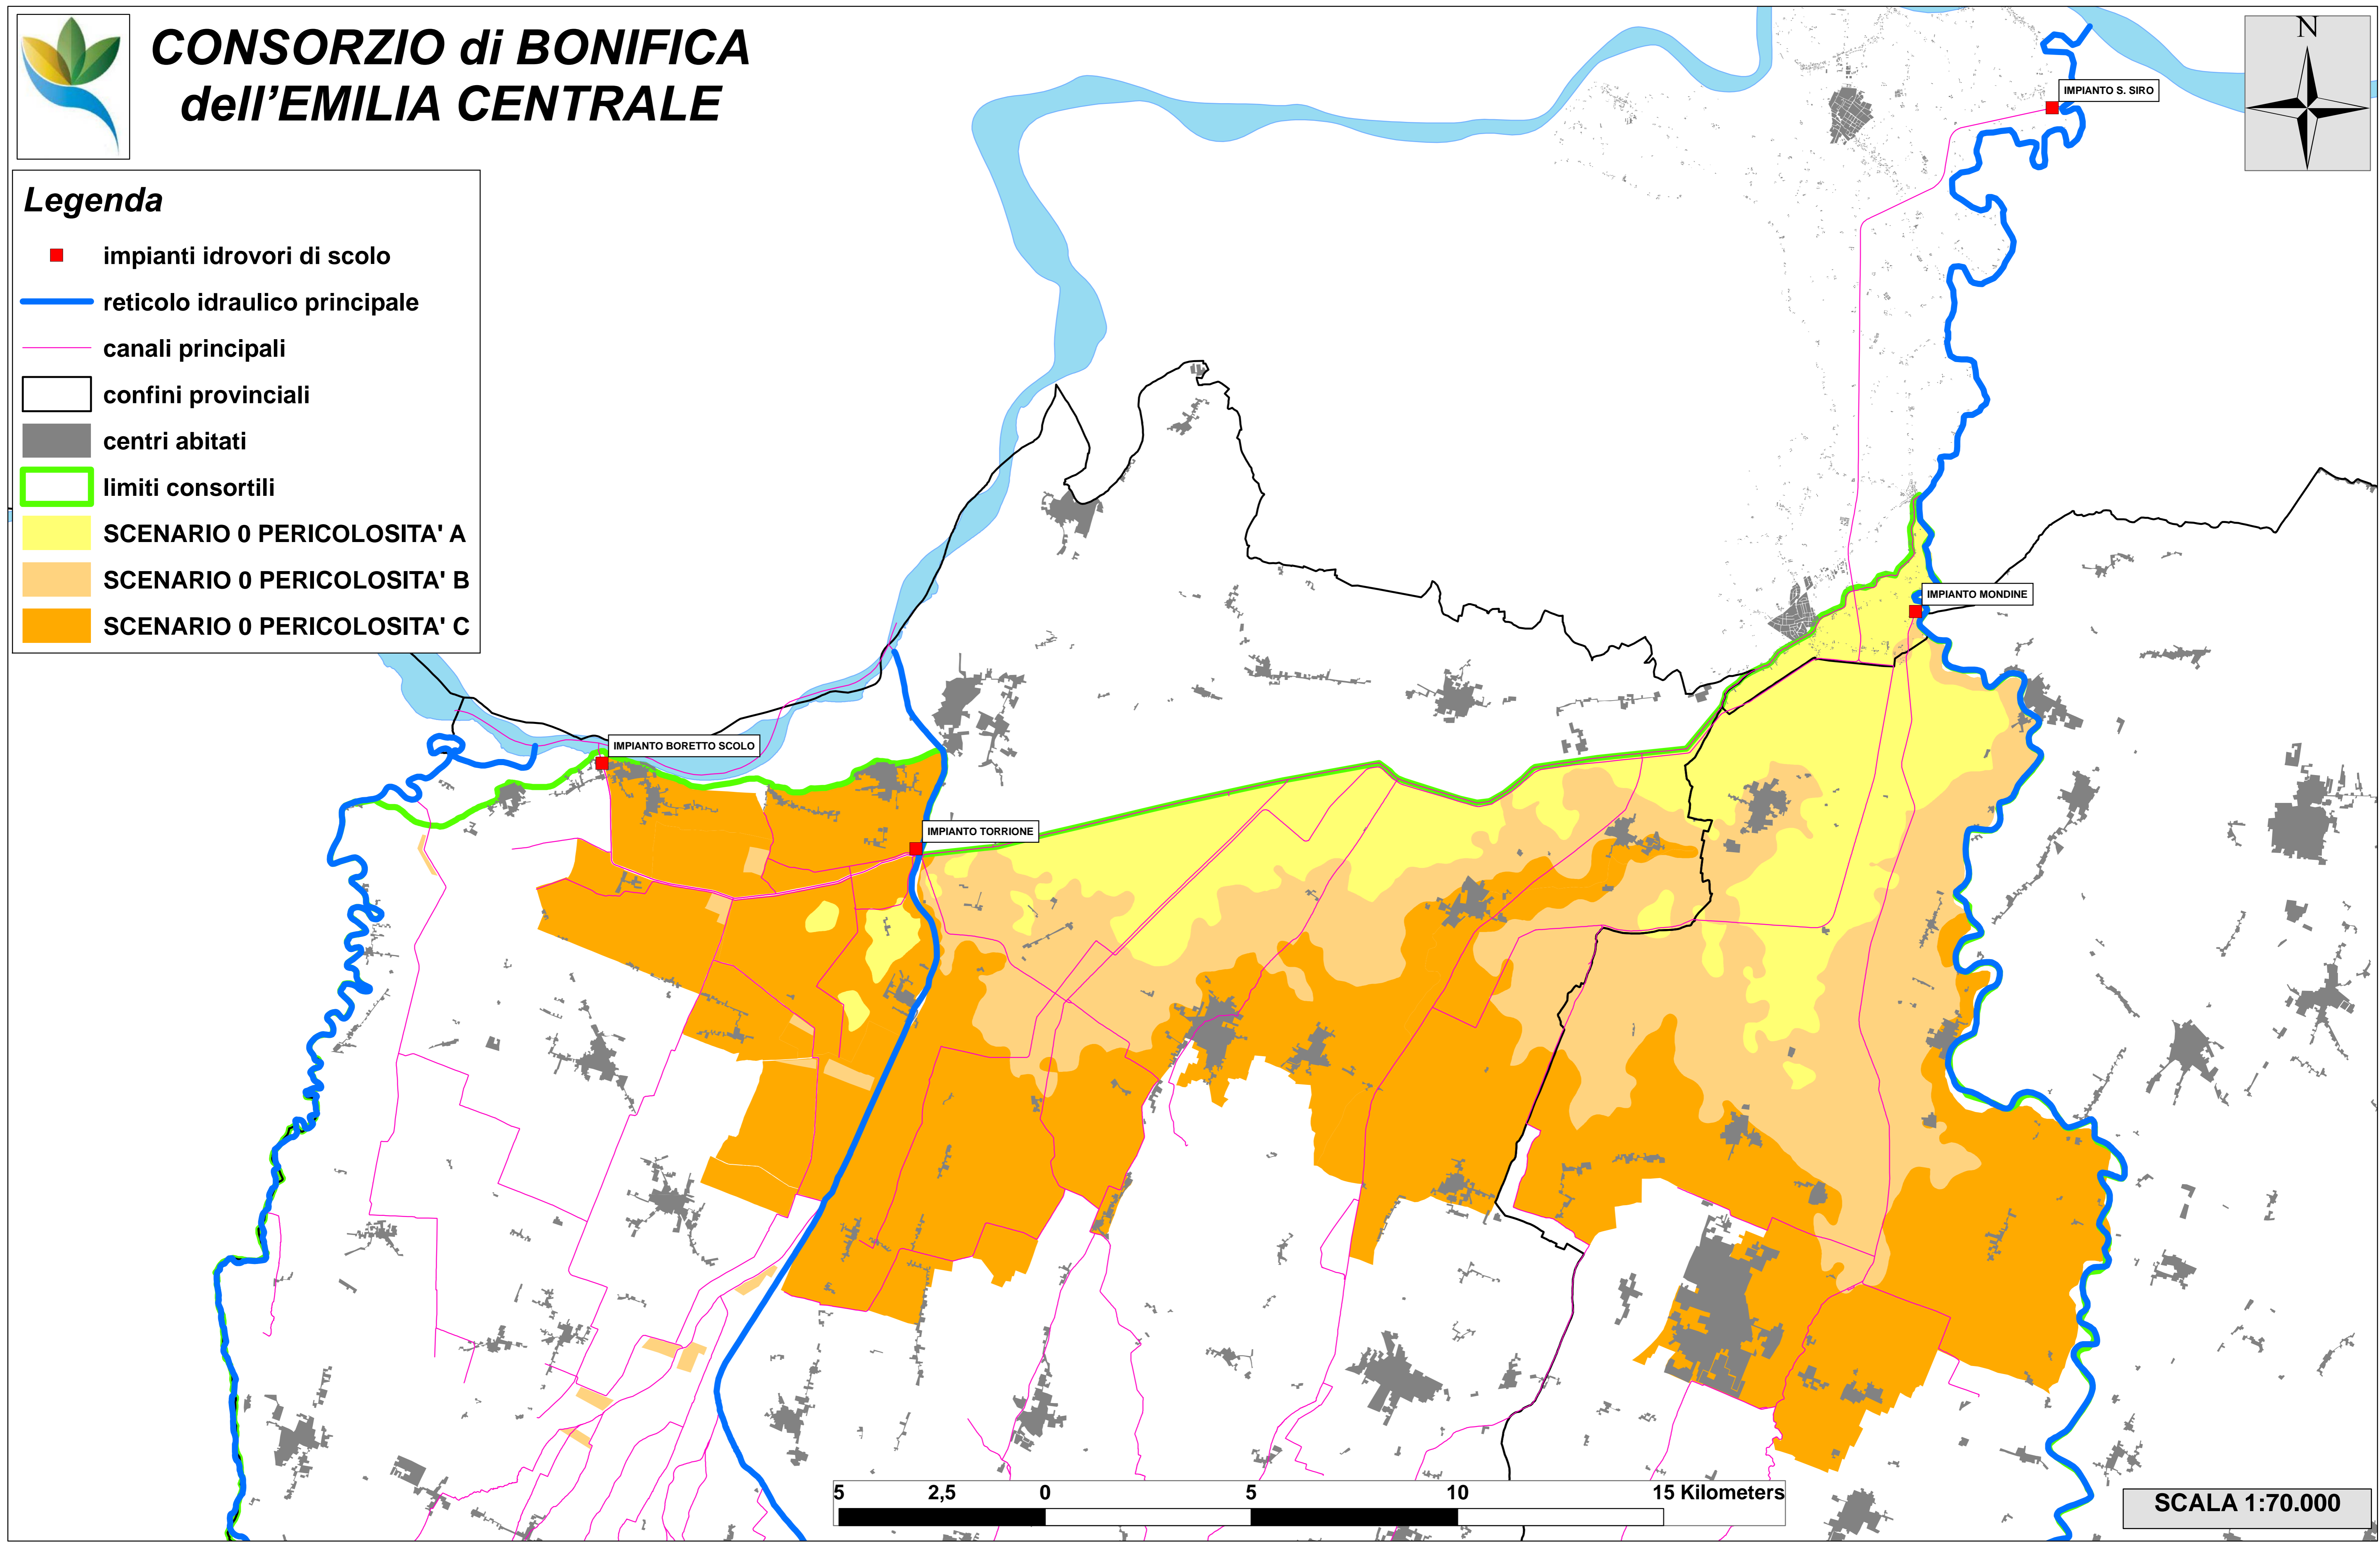 CONSORZIO di BONIFICA
dell'EMILIA CENTRALE
N
Legenda
impianti idrovori di scolo
reticolo idraulico principale
canali principali
confini provinciali
centri abitati
limiti consortili
SCENARIO 0 PERICOLOSITA' A
SCENARIO 0 PERICOLOSITA' B
SCENARIO 0 PERICOLOSITA' C
IMPIANTO S. SIRO
IMPIANTO MONDINE
IMPIANTO BORETTO SCOLO
IMPIANTO TORRIONE
5 2,5 0 5 10 15 Kilometers
SCALA 1:70.000